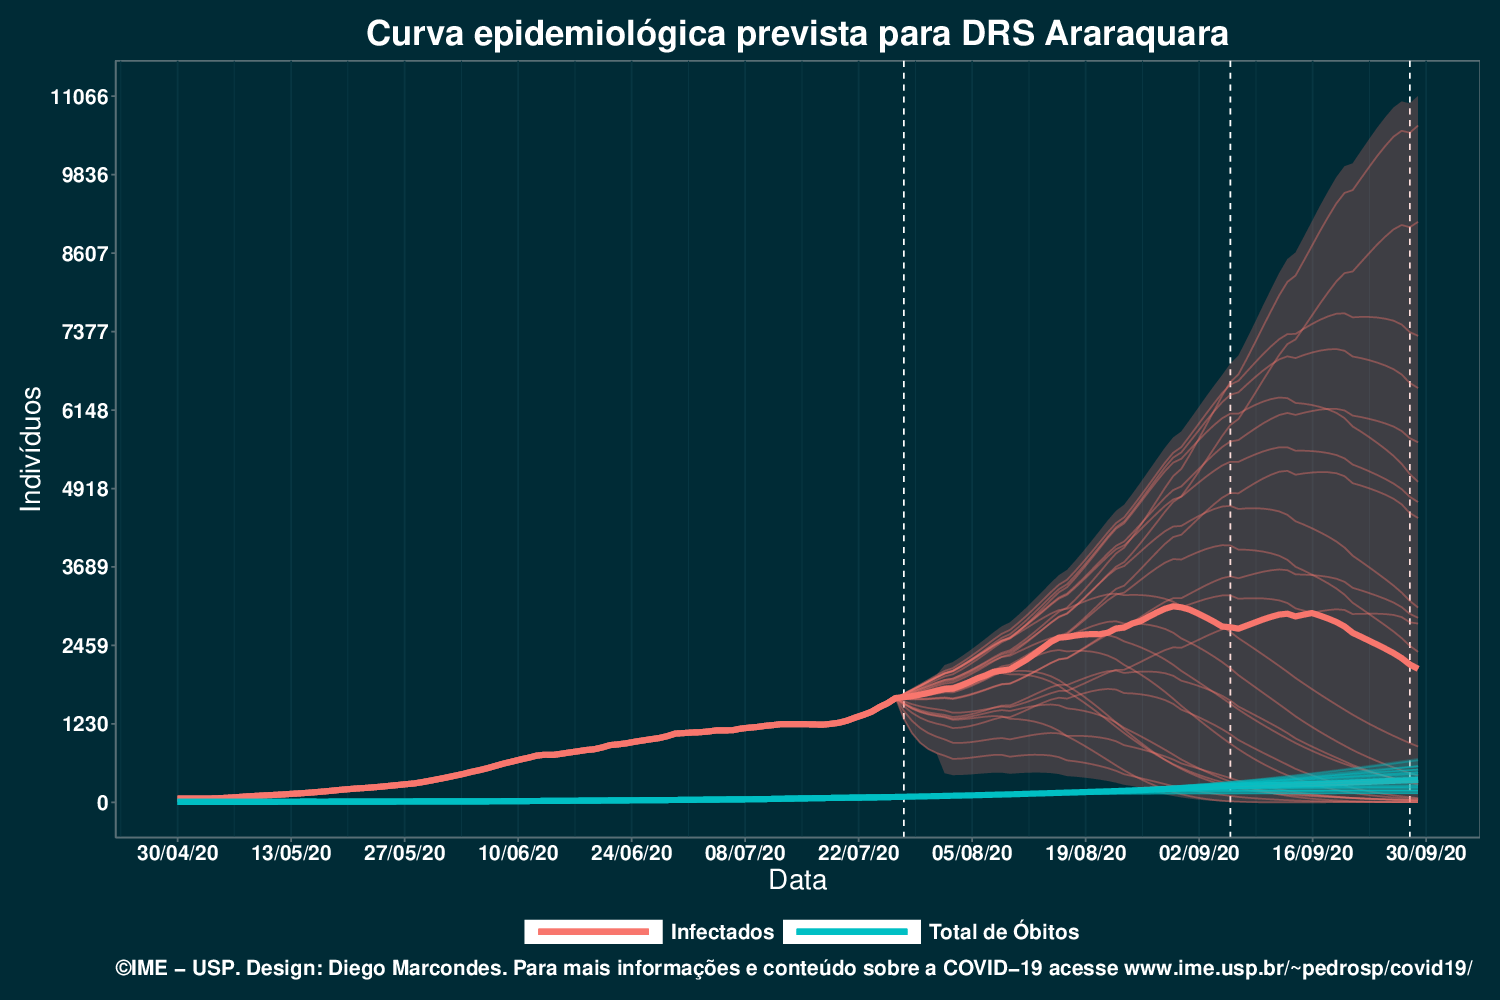 Curva epidemiológica prevista para DRS Araraquara
Indivíduos
11066
9836
8607
7377
6148
4918
3689
2459
1230
0
30/04/20 13/05/20 27/05/20 10/06/20 24/06/20 08/07/20 22/07/20 05/08/20 19/08/20 02/09/20 16/09/20 30/09/20
Data
Infectados Total de Óbitos
©IME − USP. Design: Diego Marcondes. Para mais informações e conteúdo sobre a COVID−19 acesse www.ime.usp.br/~pedrosp/covid19/